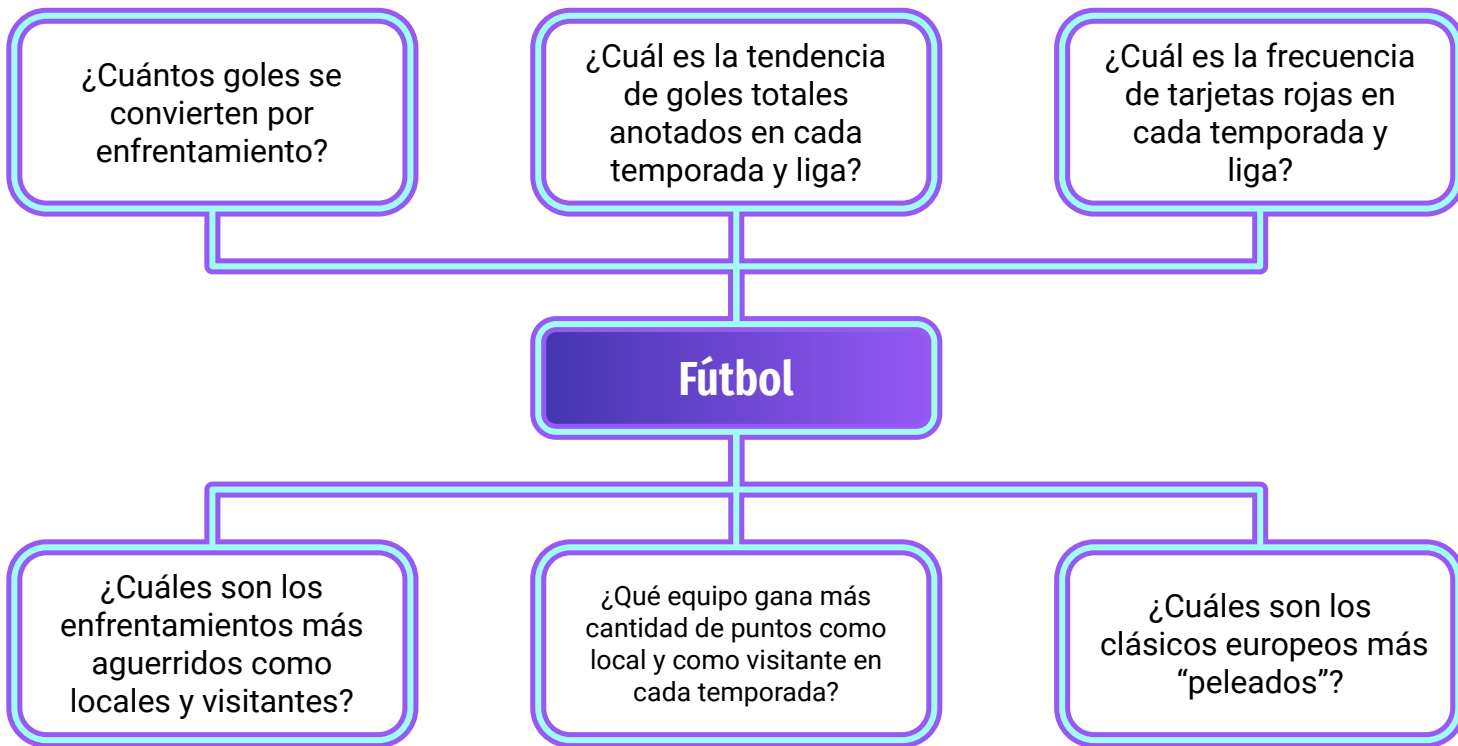 ¿Cuántos goles se
convierten por
enfrentamiento?
¿Cuál es la tendencia
de goles totales
anotados en cada
temporada y liga?
¿Cuál es la frecuencia
de tarjetas rojas en
cada temporada y
liga?
Fútbol
¿Cuáles son los
enfrentamientos más
aguerridos como
locales y visitantes?
¿Qué equipo gana más
cantidad de puntos como
local y como visitante en
cada temporada?
¿Cuáles son los
clásicos europeos más
“peleados”?